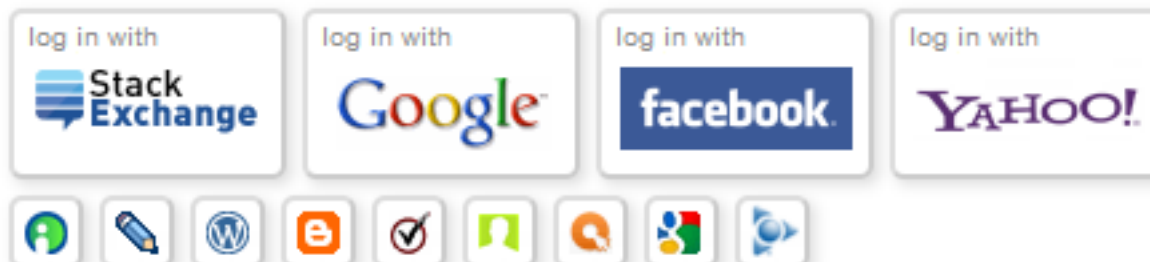 log in with
Stack
Exchange
log in with
Google
log in with
facebook.
log in with
YAHOO!